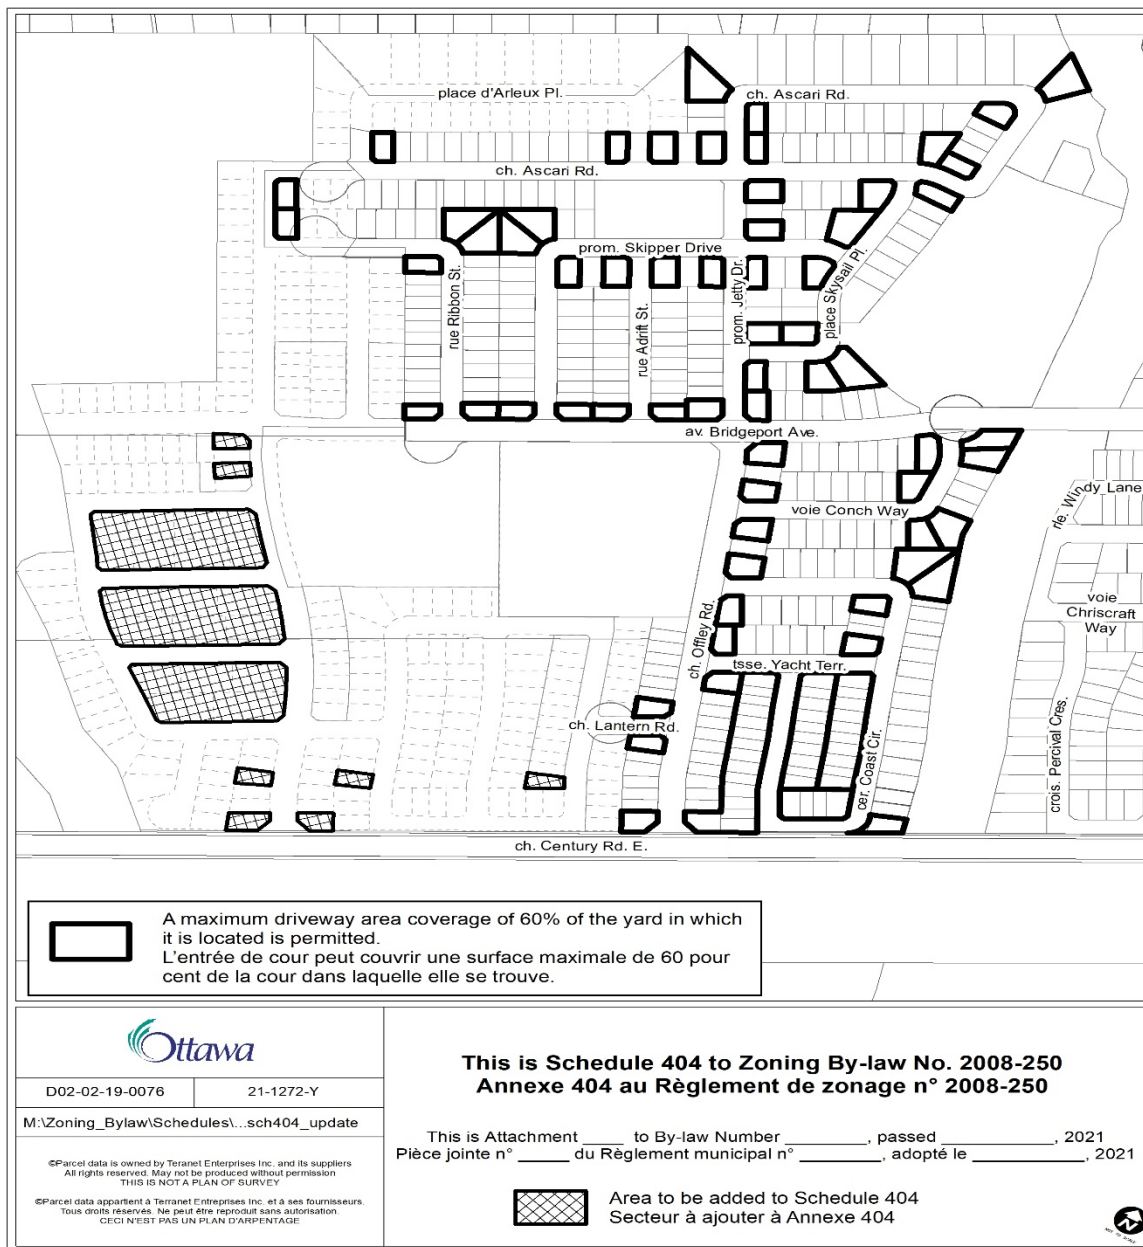 place d'Arleux Pl.
ch. Ascari Rd.
ch. Ascari Rd.
prom. Skipper Drive
rue Ribbon St.
rue Adrift St.
prom. Jetty Dr.
place Skysail Pl.
av. Bridgeport Ave.
voie Conch Way
rle. Windy Lane
voie
Chriscraft
Way
ch. Offley Rd.
tsse. Yacht Terr.
ch. Lantern Rd.
cer. Coast Cir.
crois. Percival Cres.
ch. Century Rd. E.
A maximum driveway area coverage of 60% of the yard in which
it is located is permitted.
L'entrée de cour peut couvrir une surface maximale de 60 pour
cent de la cour dans laquelle elle se trouve.
Ottawa
D02-02-19-0076
21-1272-Y
M:\Zoning_Bylaw\Schedules\...sch404_update
©Parcel data is owned by Teranet Enterprises Inc. and its suppliers
All rights reserved. May not be produced without permission
THIS IS NOT A PLAN OF SURVEY
©Parcel data appartient à Terranet Entreprises Inc. et à ses fournisseurs.
Tous droits réservés. Ne peut être reproduit sans autorisation.
CECI N'EST PAS UN PLAN D'ARPENTAGE
This is Schedule 404 to Zoning By-law No. 2008-250
Annexe 404 au Règlement de zonage n° 2008-250
This is Attachment ____ to By-law Number ________, passed ___________, 2021
Pièce jointe n° _____ du Règlement municipal n° ________, adopté le ___________, 2021
Area to be added to Schedule 404
Secteur à ajouter à Annexe 404
N
NOT TO SCALE